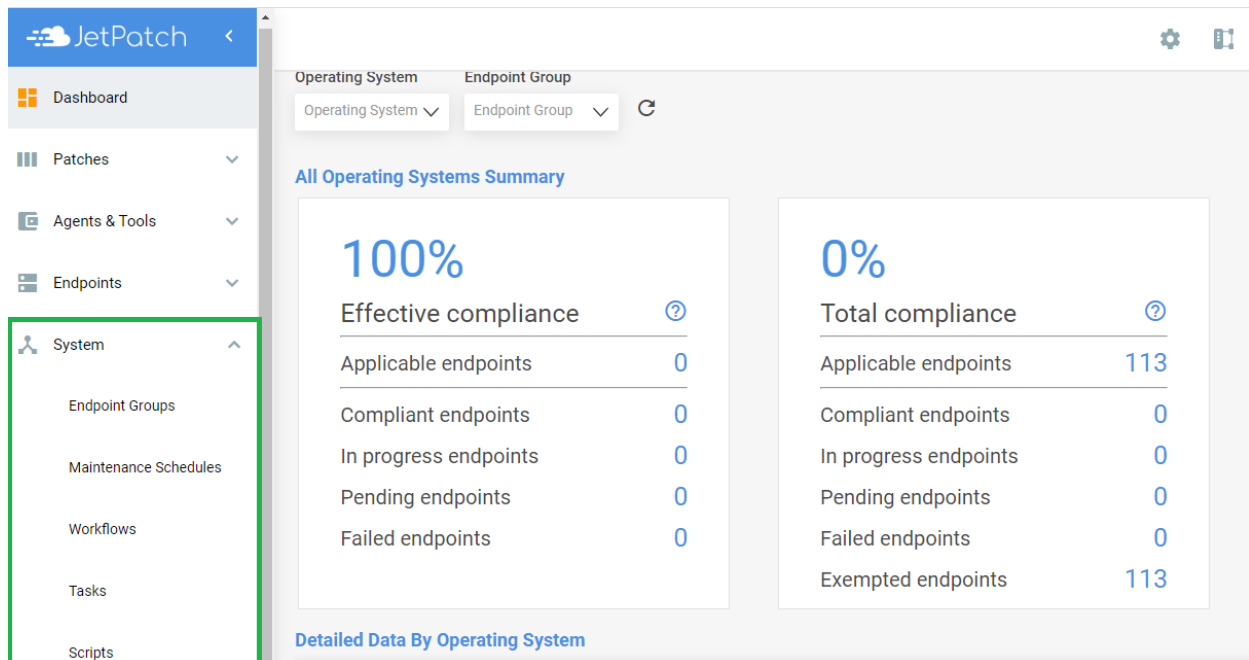 JetPatch
Dashboard
Patches
Agents & Tools
Endpoints
System
Endpoint Groups
Maintenance Schedules
Workflows
Tasks
Scripts
Operating System Endpoint Group
Operating System Endpoint Group
All Operating Systems Summary
100%
Effective compliance
Applicable endpoints 0
Compliant endpoints 0
In progress endpoints 0
Pending endpoints 0
Failed endpoints 0
0%
Total compliance
Applicable endpoints 113
Compliant endpoints 0
In progress endpoints 0
Pending endpoints 0
Failed endpoints 0
Exempted endpoints 113
Detailed Data By Operating System